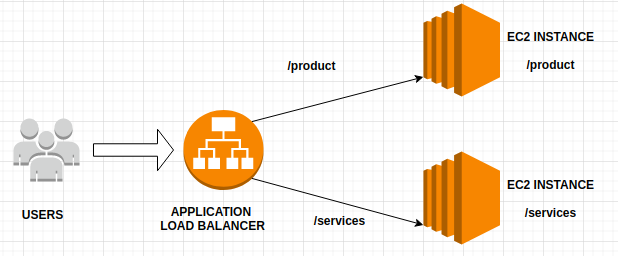 EC2 INSTANCE
/product
/product
USERS
APPLICATION
LOAD BALANCER
/services
EC2 INSTANCE
/services